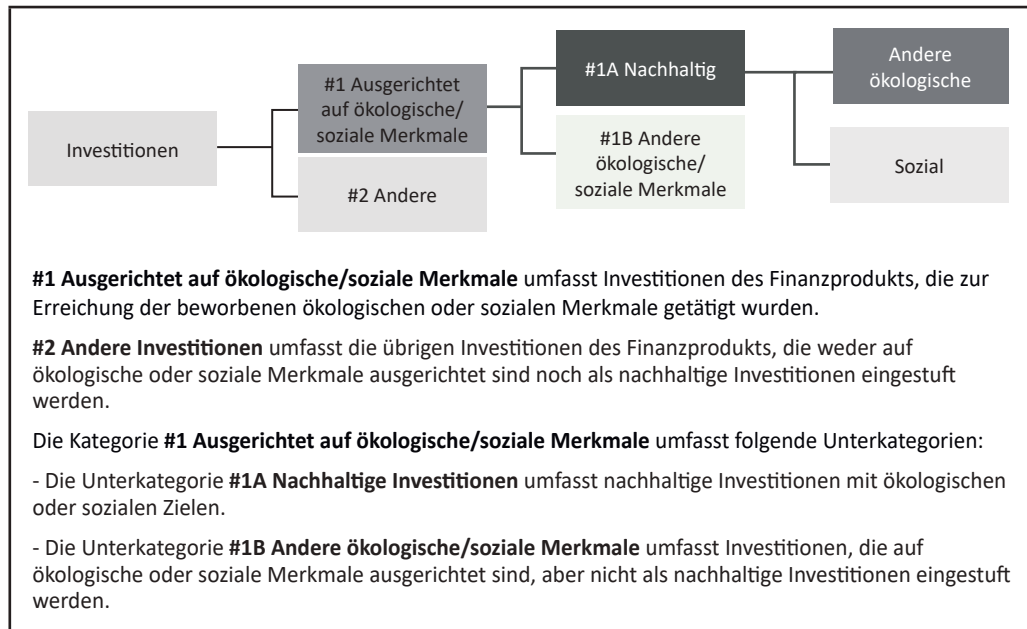 Investitionen
#1 Ausgerichtet
auf ökologische/
soziale Merkmale
#2 Andere
#1A Nachhaltig
#1B Andere
ökologische/
soziale Merkmale
Andere
ökologische
Sozial
#1 Ausgerichtet auf ökologische/soziale Merkmale umfasst Investitionen des Finanzprodukts, die zur
Erreichung der beworbenen ökologischen oder sozialen Merkmale getätigt wurden.
#2 Andere Investitionen umfasst die übrigen Investitionen des Finanzprodukts, die weder auf
ökologische oder soziale Merkmale ausgerichtet sind noch als nachhaltige Investitionen eingestuft
werden.
Die Kategorie #1 Ausgerichtet auf ökologische/soziale Merkmale umfasst folgende Unterkategorien:
- Die Unterkategorie #1A Nachhaltige Investitionen umfasst nachhaltige Investitionen mit ökologischen
oder sozialen Zielen.
- Die Unterkategorie #1B Andere ökologische/soziale Merkmale umfasst Investitionen, die auf
ökologische oder soziale Merkmale ausgerichtet sind, aber nicht als nachhaltige Investitionen eingestuft
werden.